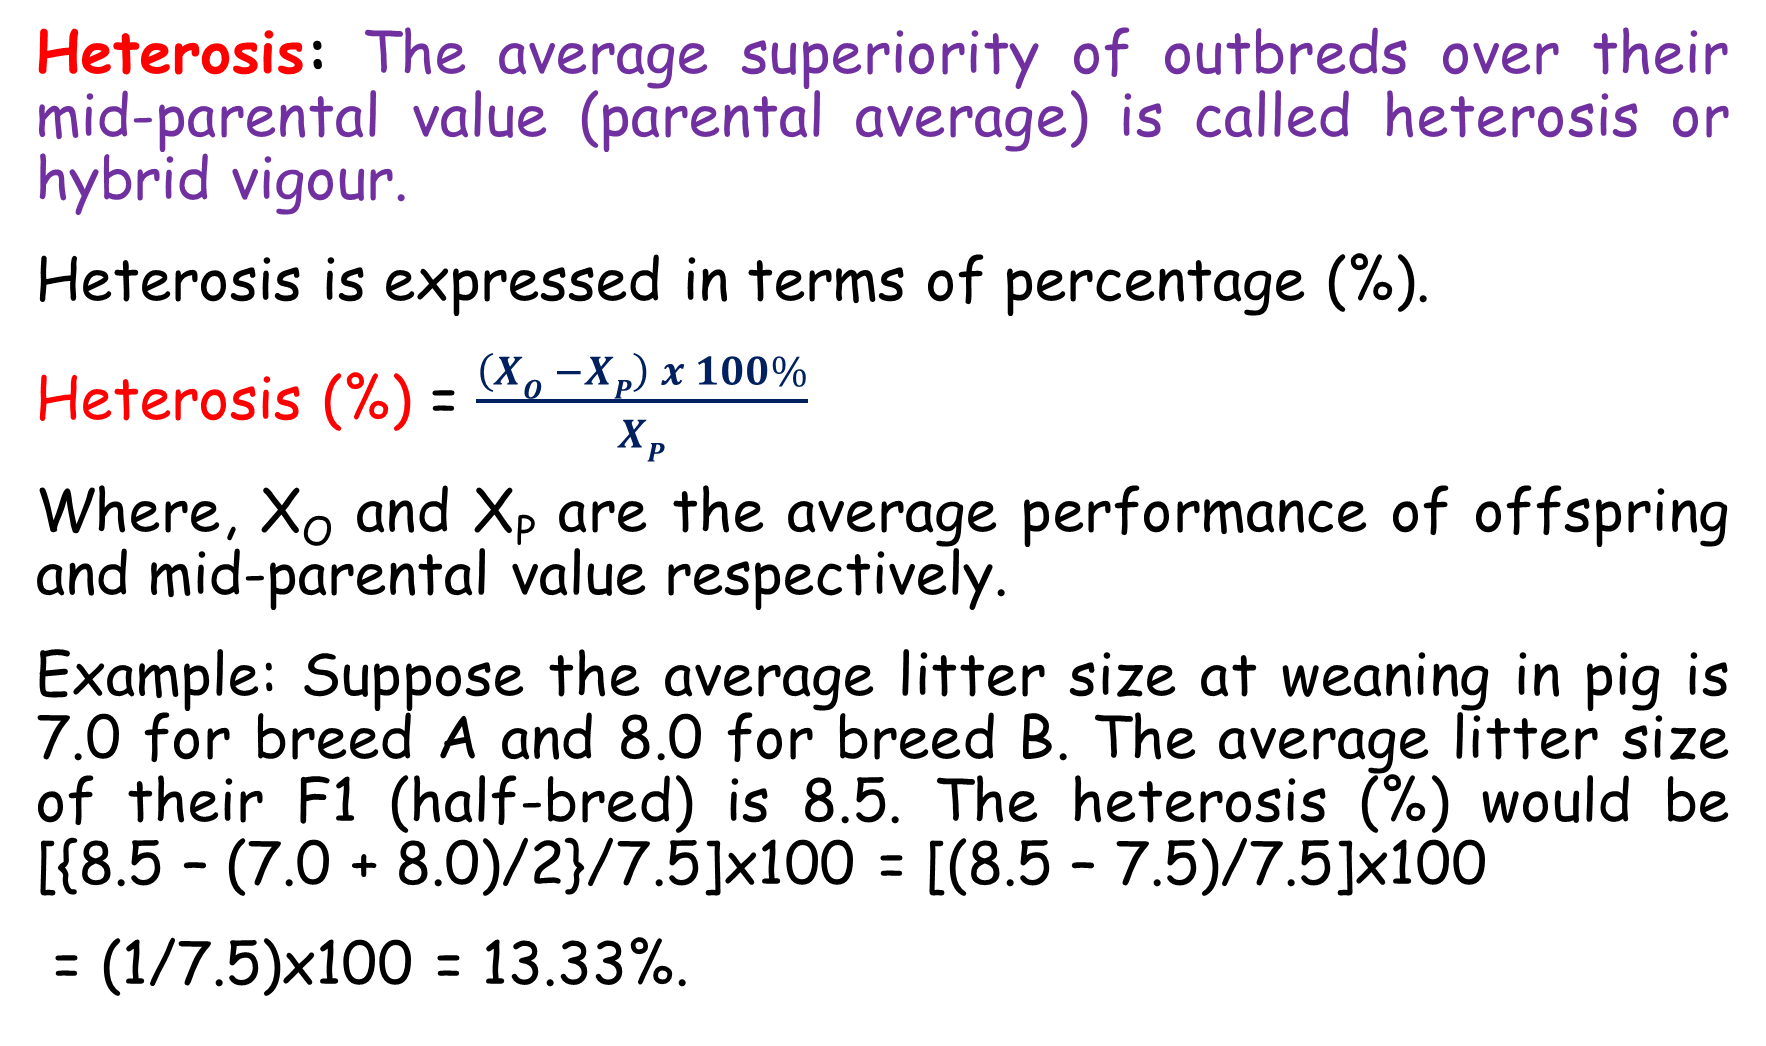 Heterosis: The average superiority of outbreds over their
mid-parental value (parental average) is called heterosis or
hybrid vigour.
Heterosis is expressed in terms of percentage (%).
Heterosis (%) = (X_O − X_P) x 100% / X_P
Where, X_O and X_P are the average performance of offspring
and mid-parental value respectively.
Example: Suppose the average litter size at weaning in pig is
7.0 for breed A and 8.0 for breed B. The average litter size
of their F1 (half-bred) is 8.5. The heterosis (%) would be
[{8.5 – (7.0 + 8.0)/2}/7.5]x100 = [(8.5 – 7.5)/7.5]x100
= (1/7.5)x100 = 13.33%.